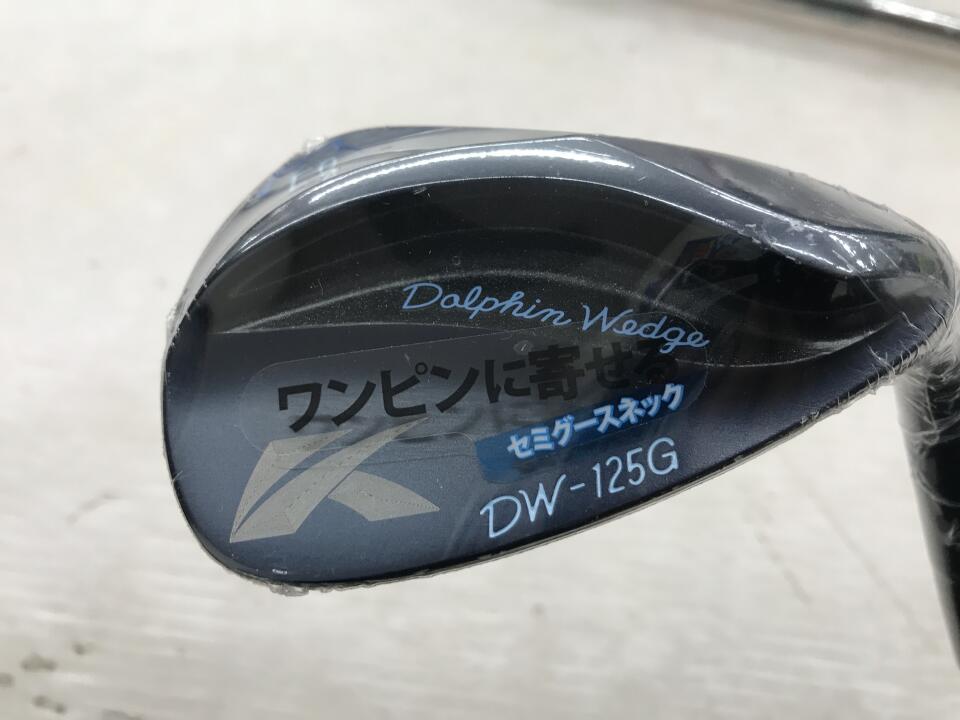 Dolphin Wedge
ワンピンに寄せる
セミグースネック
DW-125G